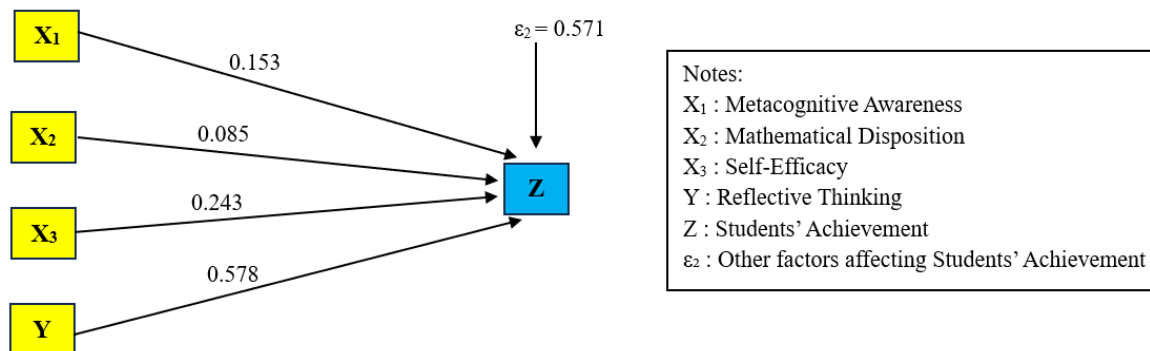 X₁
ε₂ = 0.571
0.153
X₂
0.085
Z
X₃
0.243
0.578
Y
Notes:
X₁ : Metacognitive Awareness
X₂ : Mathematical Disposition
X₃ : Self-Efficacy
Y : Reflective Thinking
Z : Students’ Achievement
ε₂ : Other factors affecting Students’ Achievement